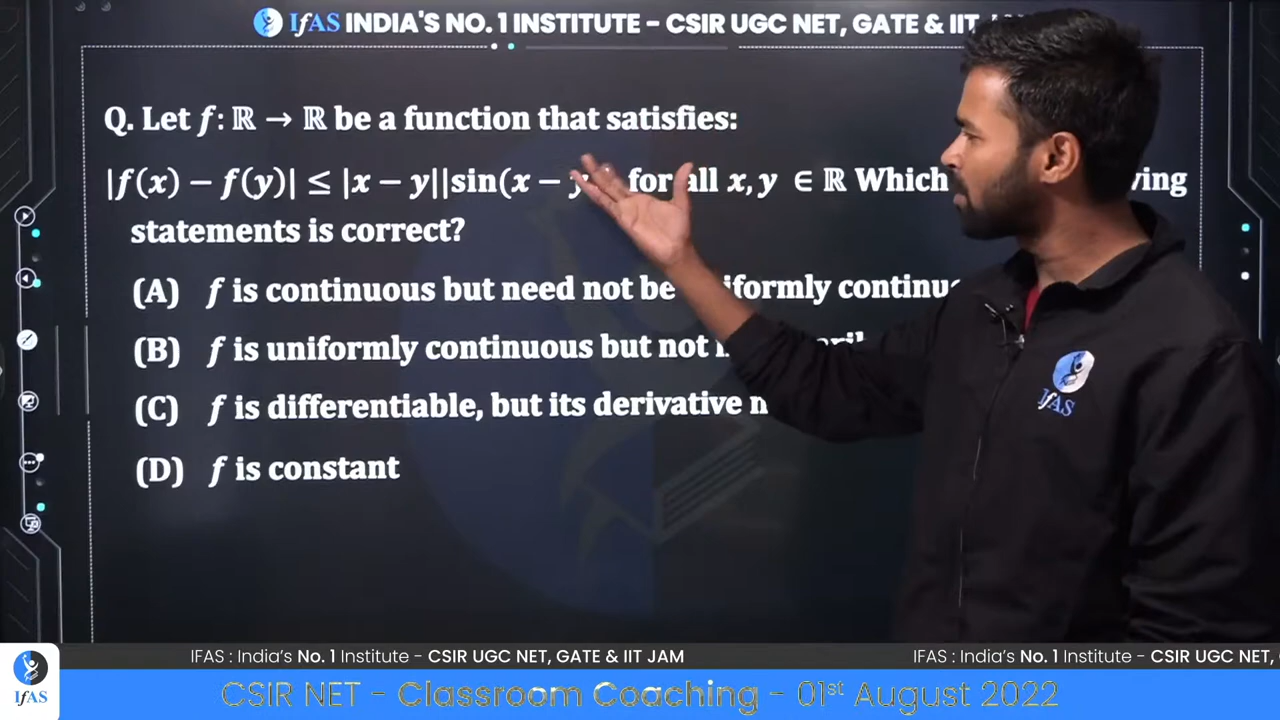 IfAS INDIA'S NO. 1 INSTITUTE - CSIR UGC NET, GATE & IIT
Q. Let f: ℝ → ℝ be a function that satisfies:
|f(x) − f(y)| ≤ |x − y||sin(x − for all x, y ∈ ℝ Which
statements is correct?
(A) f is continuous but need not be
(B) f is uniformly continuous but not
(C) f is differentiable, but its derivative
(D) f is constant
IfAS
IFAS : India's No. 1 Institute - CSIR UGC NET, GATE & IIT JAM
IFAS : India's No. 1 Institute - CSIR UGC NET,
IfAS
CSIR NET - Classroom Coaching - 01st August 2022